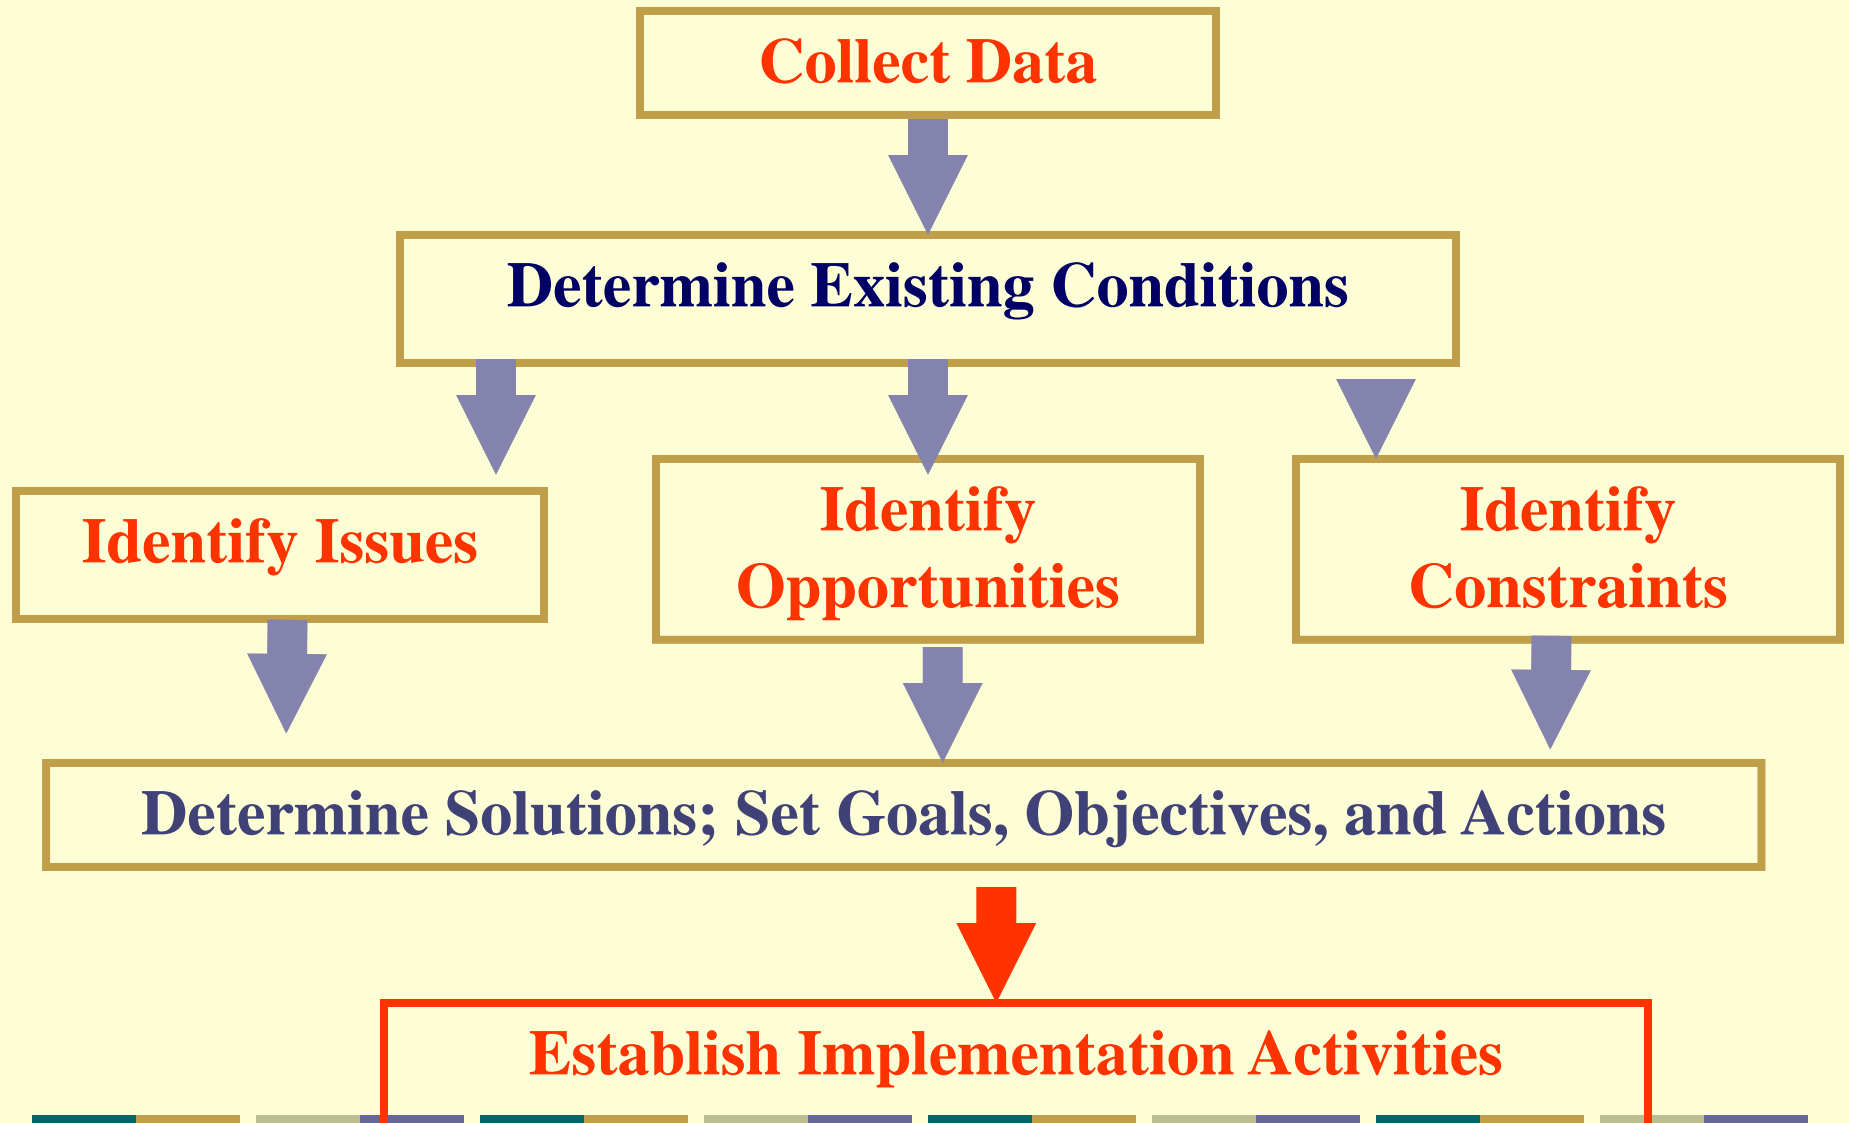 Collect Data
Determine Existing Conditions
Identify Issues
Identify
Opportunities
Identify
Constraints
Determine Solutions; Set Goals, Objectives, and Actions
Establish Implementation Activities